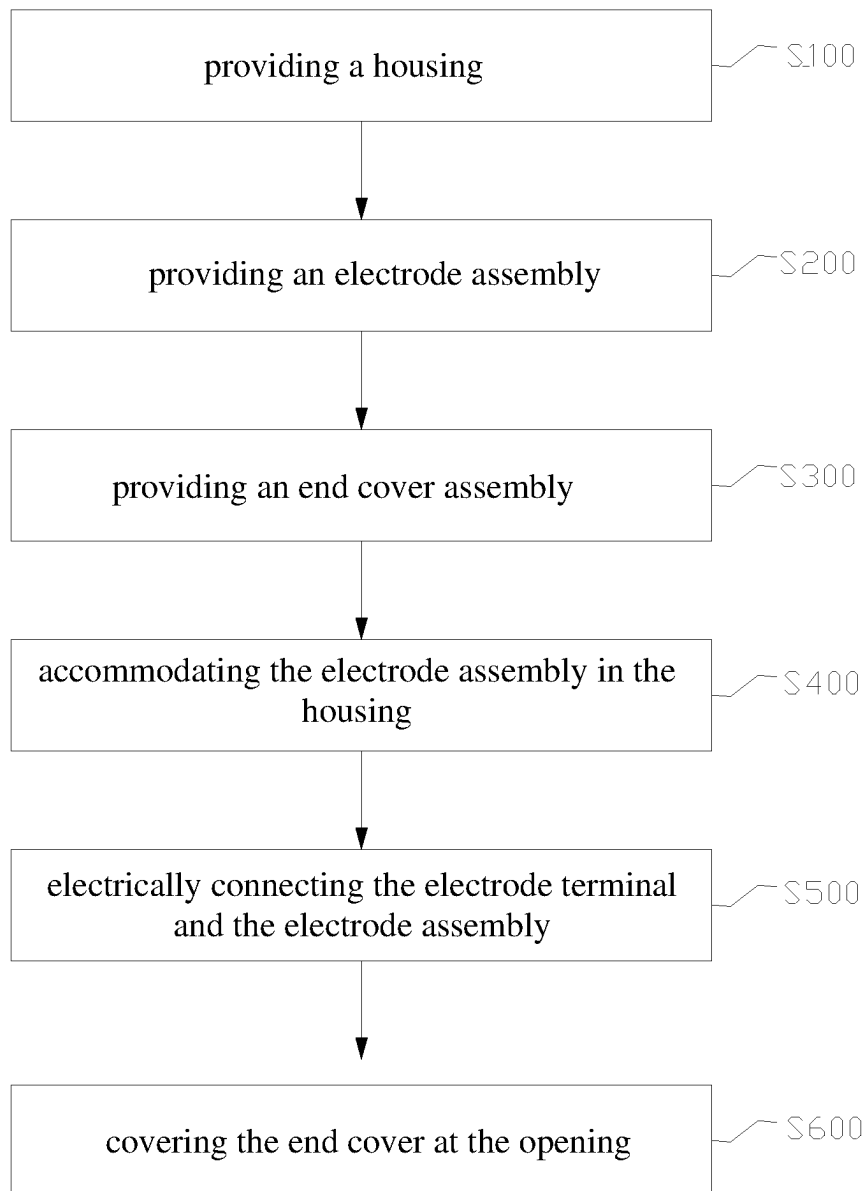 providing a housing
S100
providing an electrode assembly
S200
providing an end cover assembly
S300
accommodating the electrode assembly in the
housing
S400
electrically connecting the electrode terminal
and the electrode assembly
S500
covering the end cover at the opening
S600